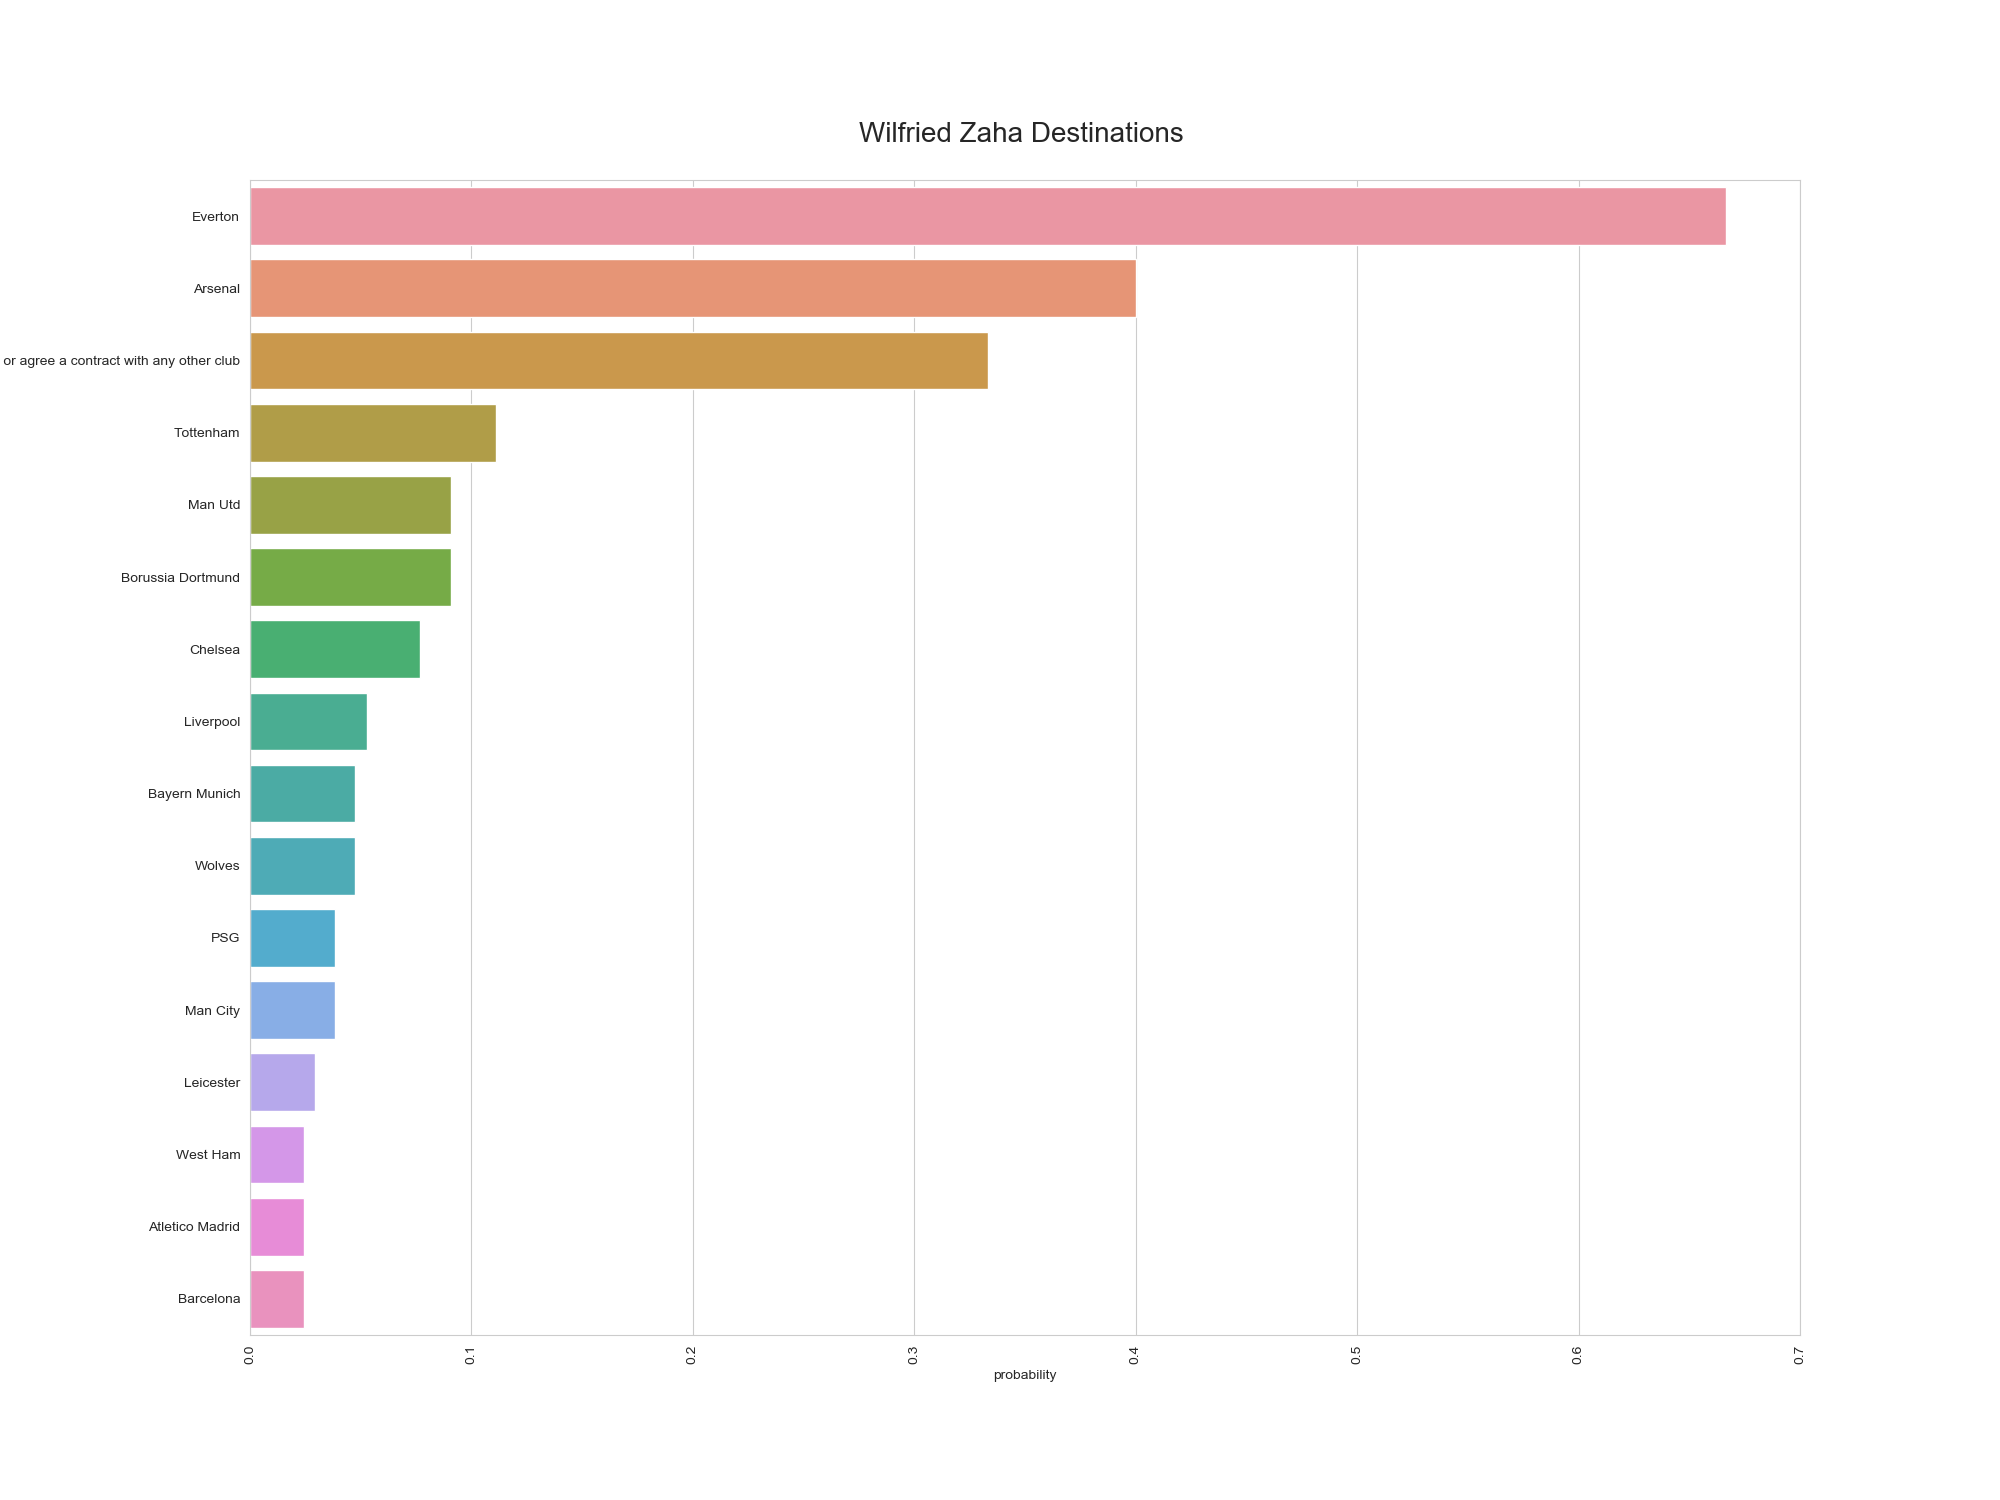 Wilfried Zaha Destinations
Everton
Arsenal
or agree a contract with any other club
Tottenham
Man Utd
Borussia Dortmund
Chelsea
Liverpool
Bayern Munich
Wolves
PSG
Man City
Leicester
West Ham
Atletico Madrid
Barcelona
0.0 0.1 0.2 0.3 0.4 0.5 0.6 0.7
probability